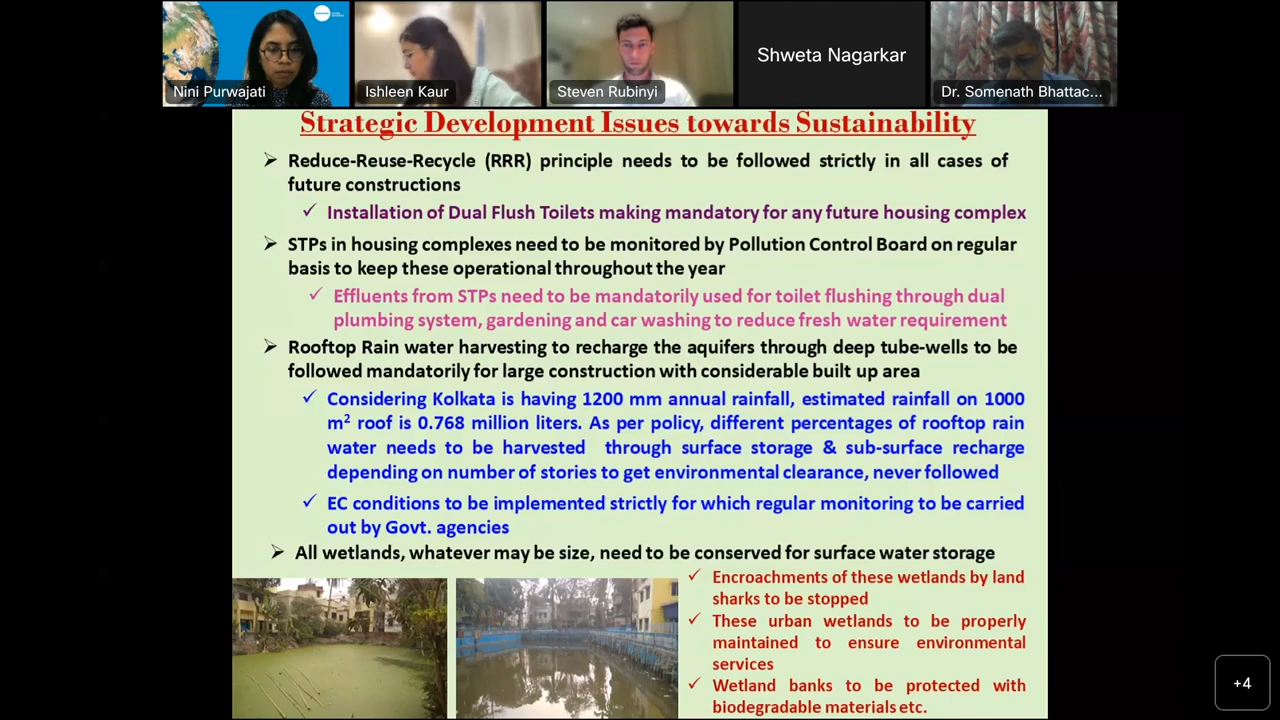 Nini Purwajati
Ishleen Kaur
Steven Rubinyi
Shweta Nagarkar
Dr. Somenath Bhattac...
Strategic Development Issues towards Sustainability
Reduce-Reuse-Recycle (RRR) principle needs to be followed strictly in all cases of
future constructions
Installation of Dual Flush Toilets making mandatory for any future housing complex
STPs in housing complexes need to be monitored by Pollution Control Board on regular
basis to keep these operational throughout the year
Effluents from STPs need to be mandatorily used for toilet flushing through dual
plumbing system, gardening and car washing to reduce fresh water requirement
Rooftop Rain water harvesting to recharge the aquifers through deep tube-wells to be
followed mandatorily for large construction with considerable built up area
Considering Kolkata is having 1200 mm annual rainfall, estimated rainfall on 1000
m² roof is 0.768 million liters. As per policy, different percentages of rooftop rain
water needs to be harvested through surface storage & sub-surface recharge
depending on number of stories to get environmental clearance, never followed
EC conditions to be implemented strictly for which regular monitoring to be carried
out by Govt. agencies
All wetlands, whatever may be size, need to be conserved for surface water storage
Encroachments of these wetlands by land
sharks to be stopped
These urban wetlands to be properly
maintained to ensure environmental
services
Wetland banks to be protected with
biodegradable materials etc.
+4